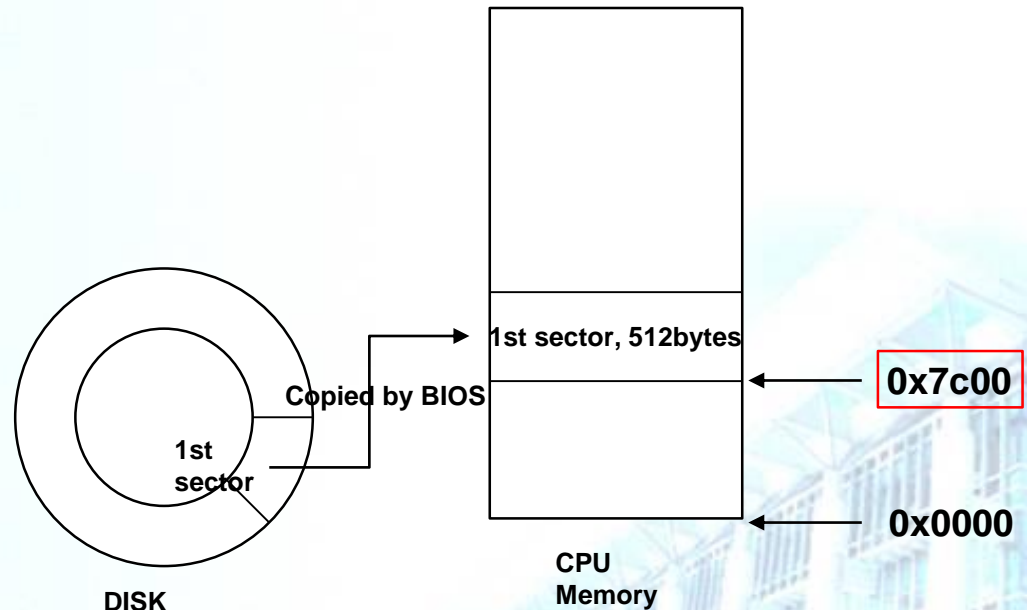 1st sector, 512bytes
0x7c00
Copied by BIOS
1st
sector
0x0000
CPU
Memory
DISK